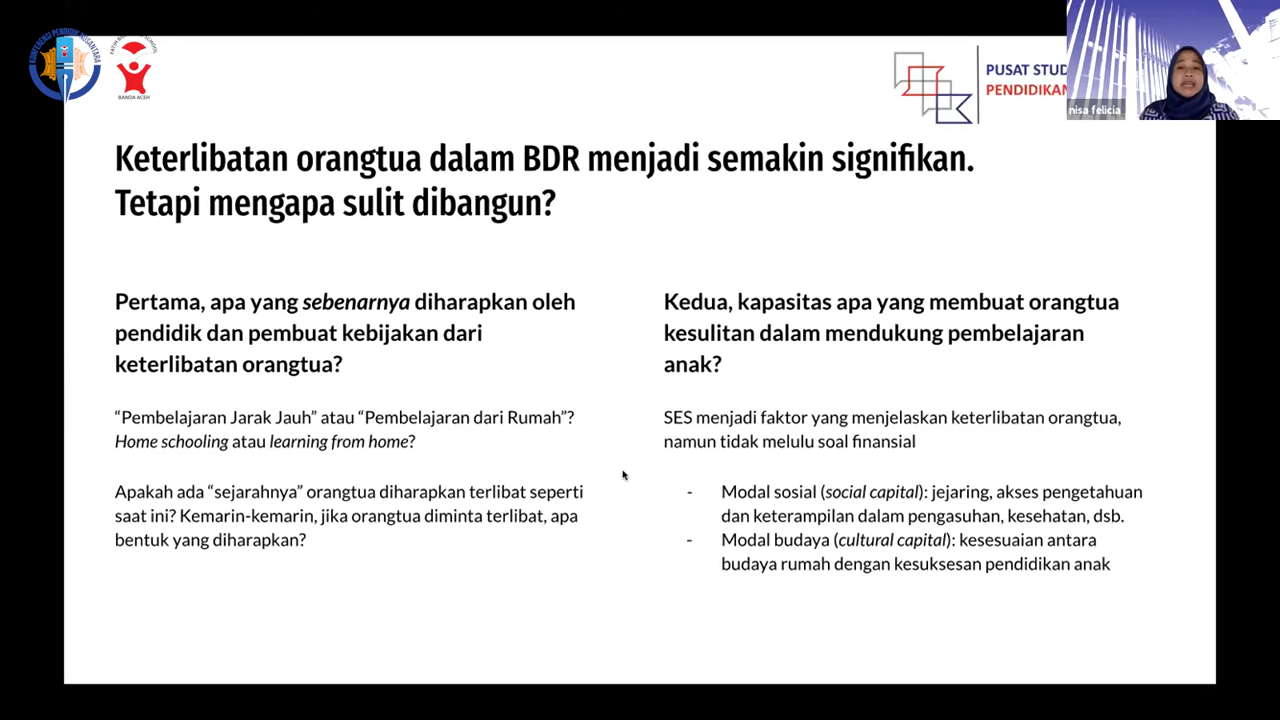 KONFERENSI PENDIDIK NUSANTARA
BANDA ACEH
PUSAT STUD
PENDIDIKAN
nisa felicia
Keterlibatan orangtua dalam BDR menjadi semakin signifikan.
Tetapi mengapa sulit dibangun?
Pertama, apa yang sebenarnya diharapkan oleh
pendidik dan pembuat kebijakan dari
keterlibatan orangtua?
“Pembelajaran Jarak Jauh” atau “Pembelajaran dari Rumah”?
Home schooling atau learning from home?
Apakah ada “sejarahnya” orangtua diharapkan terlibat seperti
saat ini? Kemarin-kemarin, jika orangtua diminta terlibat, apa
bentuk yang diharapkan?
Kedua, kapasitas apa yang membuat orangtua
kesulitan dalam mendukung pembelajaran
anak?
SES menjadi faktor yang menjelaskan keterlibatan orangtua,
namun tidak melulu soal finansial
- Modal sosial (social capital): jejaring, akses pengetahuan
dan keterampilan dalam pengasuhan, kesehatan, dsb.
- Modal budaya (cultural capital): kesesuaian antara
budaya rumah dengan kesuksesan pendidikan anak